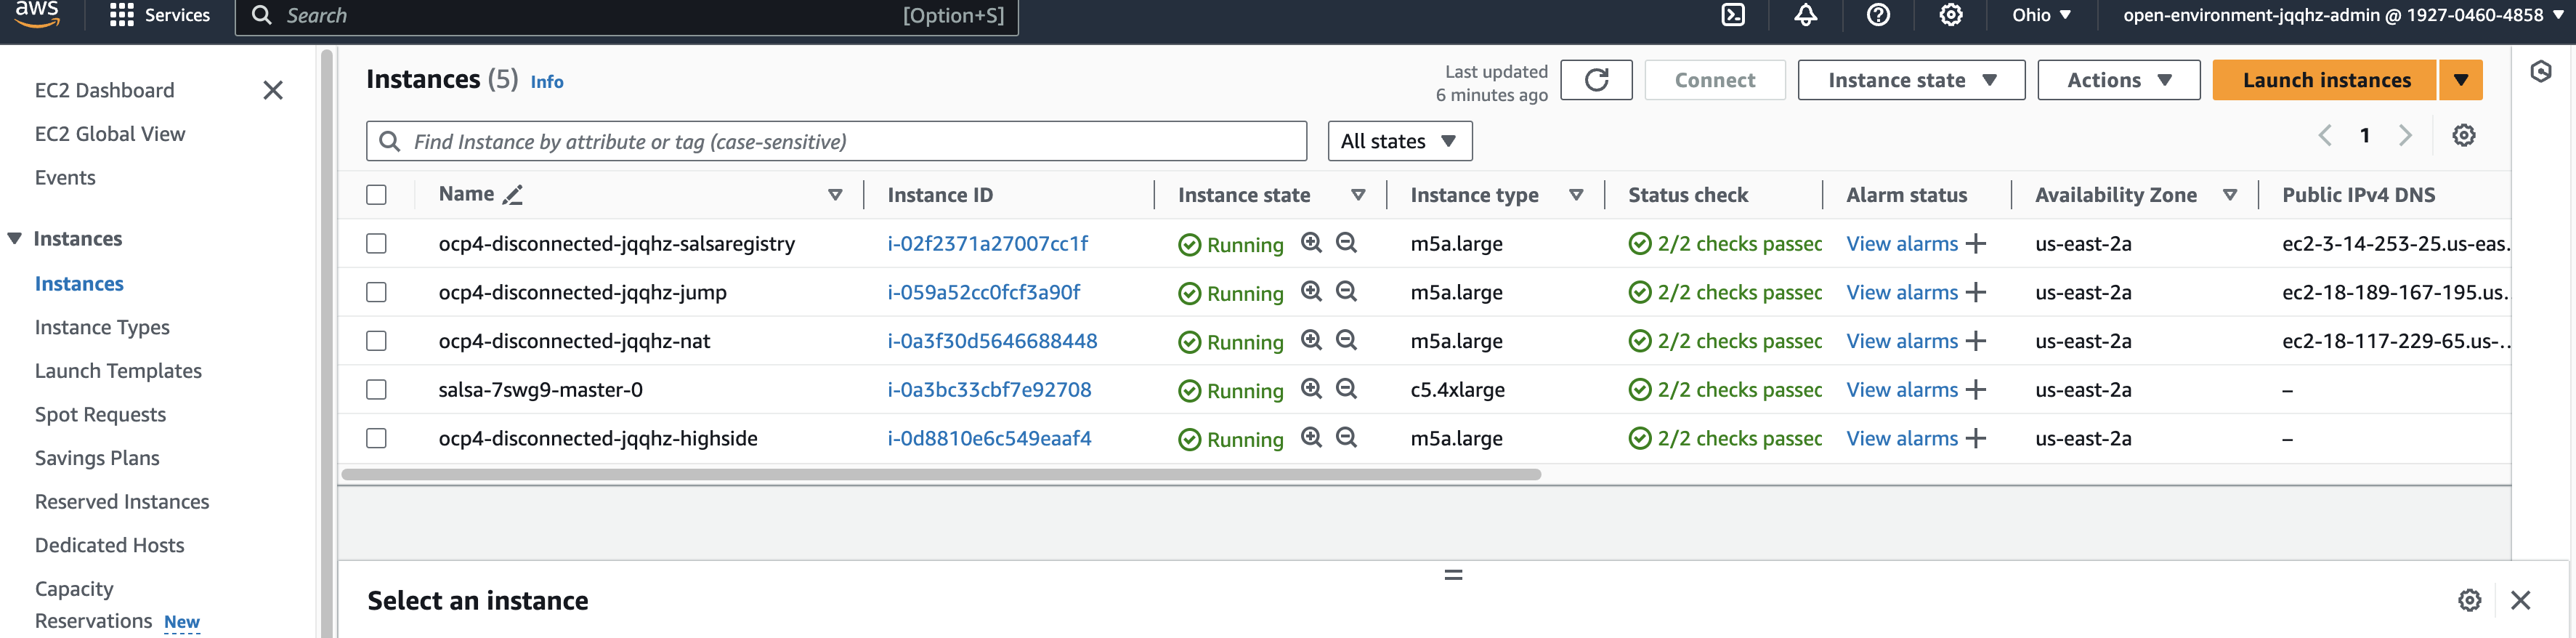 aws Services Search [Option+S] Ohio open-environment-jqqhz-admin @ 1927-0460-4858
EC2 Dashboard
EC2 Global View
Events
Instances
Instances
Instance Types
Launch Templates
Spot Requests
Savings Plans
Reserved Instances
Dedicated Hosts
Capacity
Reservations New
Instances (5) Info
Last updated
6 minutes ago
Connect Instance state Actions Launch instances
Find Instance by attribute or tag (case-sensitive) All states 1
Name Instance ID Instance state Instance type Status check Alarm status Availability Zone Public IPv4 DNS
ocp4-disconnected-jqqhz-salsaregistry i-02f2371a27007cc1f Running m5a.large 2/2 checks passec View alarms + us-east-2a ec2-3-14-253-25.us-eas.
ocp4-disconnected-jqqhz-jump i-059a52cc0fcf3a90f Running m5a.large 2/2 checks passec View alarms + us-east-2a ec2-18-189-167-195.us.
ocp4-disconnected-jqqhz-nat i-0a3f30d5646688448 Running m5a.large 2/2 checks passec View alarms + us-east-2a ec2-18-117-229-65.us-..
salsa-7swg9-master-0 i-0a3bc33cbf7e92708 Running c5.4xlarge 2/2 checks passec View alarms + us-east-2a –
ocp4-disconnected-jqqhz-highside i-0d8810e6c549eaaf4 Running m5a.large 2/2 checks passec View alarms + us-east-2a –
Select an instance